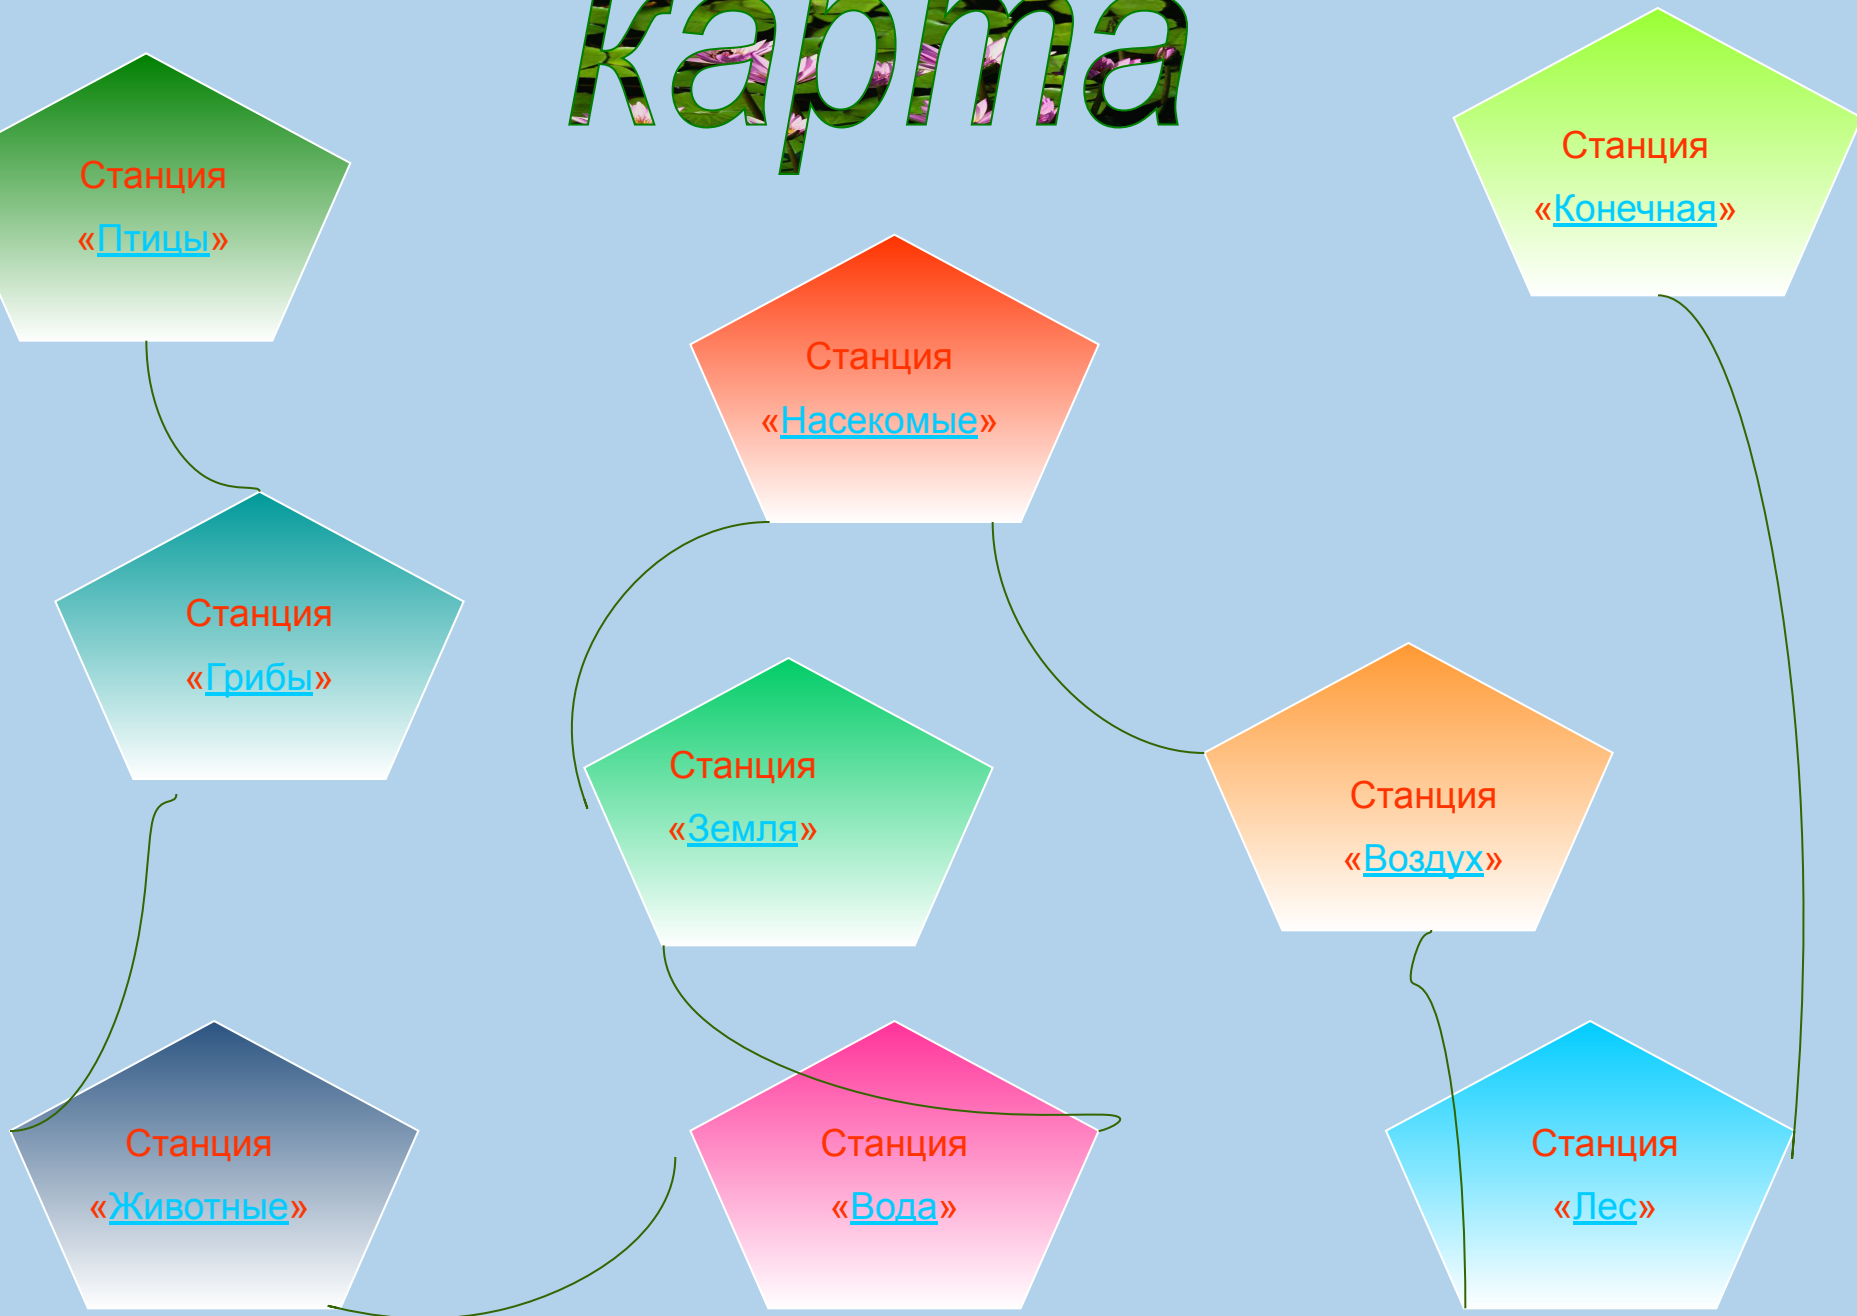 карта
Станция
«Птицы»
Станция
«Конечная»
Станция
«Насекомые»
Станция
«Грибы»
Станция
«Земля»
Станция
«Воздух»
Станция
«Животные»
Станция
«Вода»
Станция
«Лес»